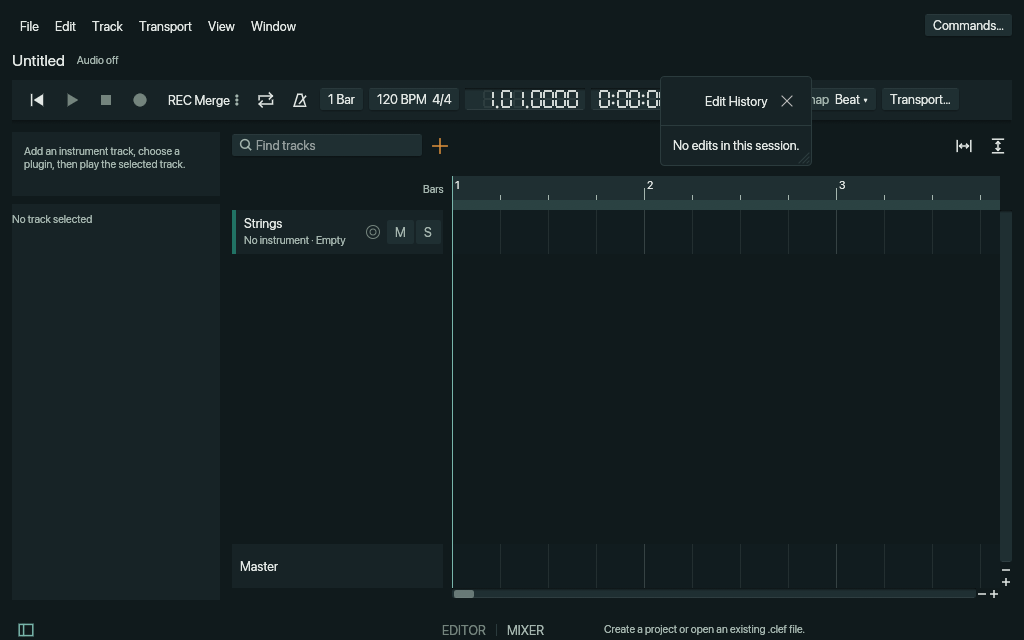 File Edit Track Transport View Window Commands...
Untitled Audio off
REC Merge 1 Bar 120 BPM 4/4 1.01.0000 0:00:0 Beat Transport...
Edit History
No edits in this session.
Add an instrument track, choose a
plugin, then play the selected track.
No track selected
Find tracks
Bars 1 2 3
Strings
No instrument · Empty M S
Master
EDITOR MIXER Create a project or open an existing .clef file.